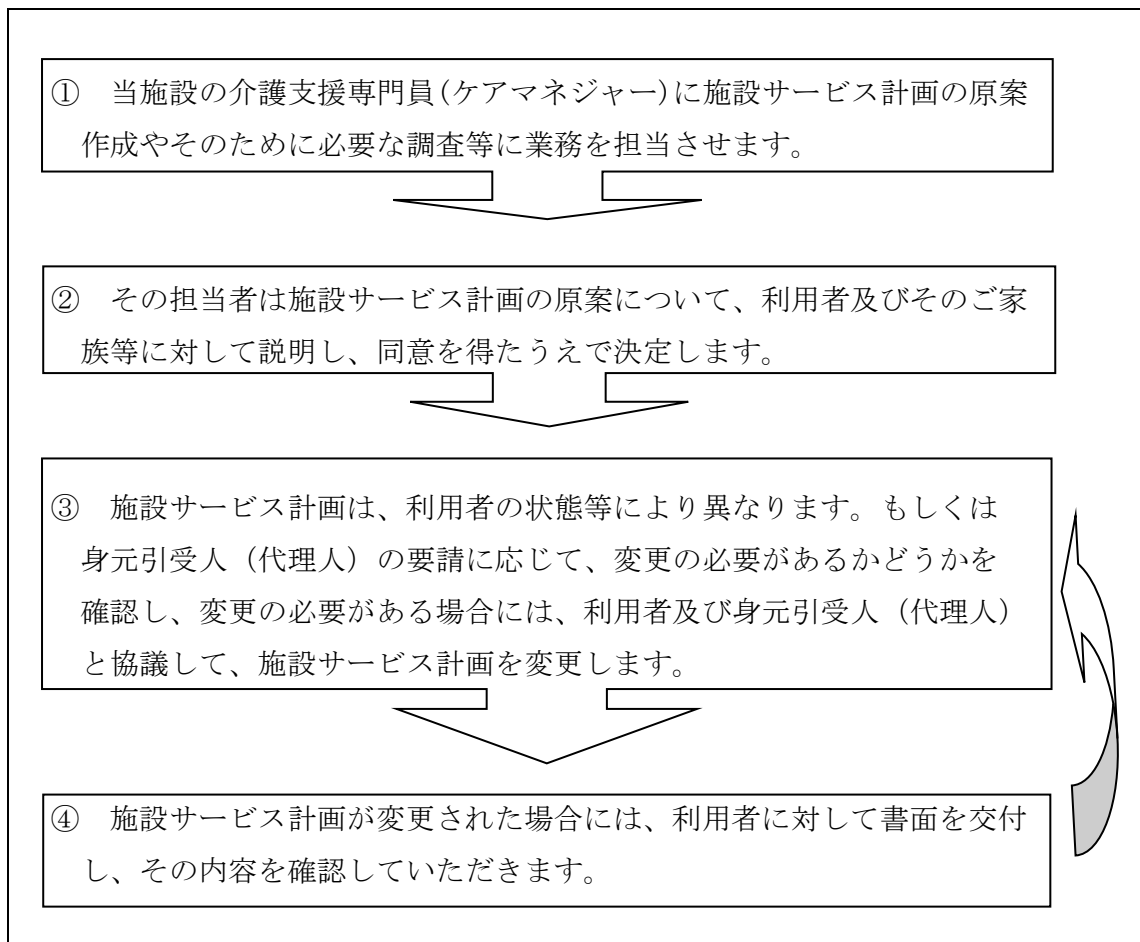 ① 当施設の介護支援専門員(ケアマネジャー)に施設サービス計画の原案
作成やそのために必要な調査等に業務を担当させます。
② その担当者は施設サービス計画の原案について、利用者及びそのご家
族等に対して説明し、同意を得たうえで決定します。
③ 施設サービス計画は、利用者の状態等により異なります。もしくは
身元引受人（代理人）の要請に応じて、変更の必要があるかどうかを
確認し、変更の必要がある場合には、利用者及び身元引受人（代理人）
と協議して、施設サービス計画を変更します。
④ 施設サービス計画が変更された場合には、利用者に対して書面を交付
し、その内容を確認していただきます。